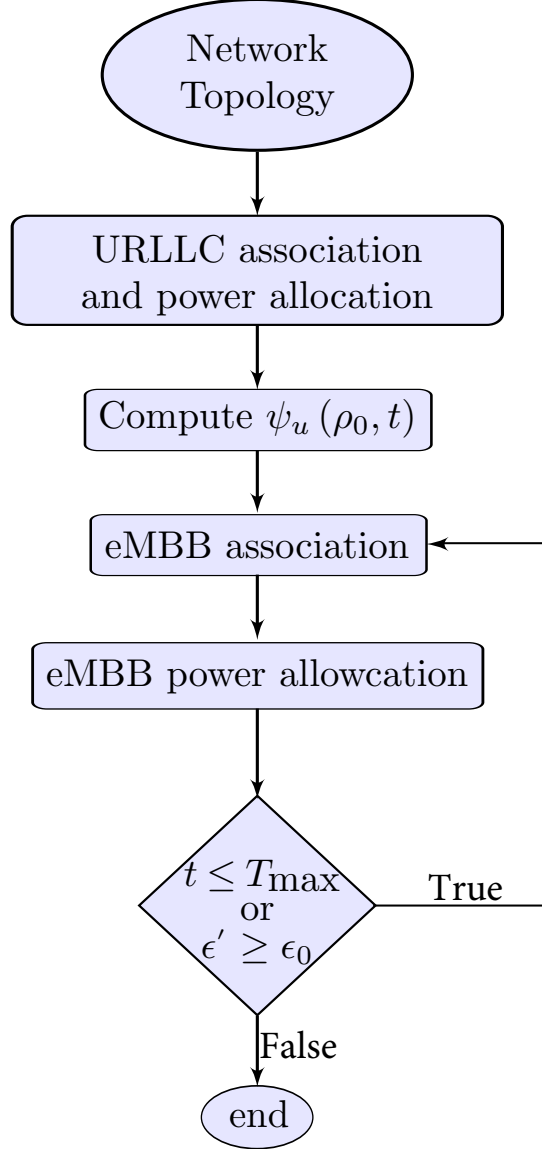 Network
Topology
URLLC association
and power allocation
Compute ψ_u (ρ_0, t)
eMBB association
eMBB power allowcation
t ≤ T_max
or
ϵ′ ≥ ϵ_0
True
False
end